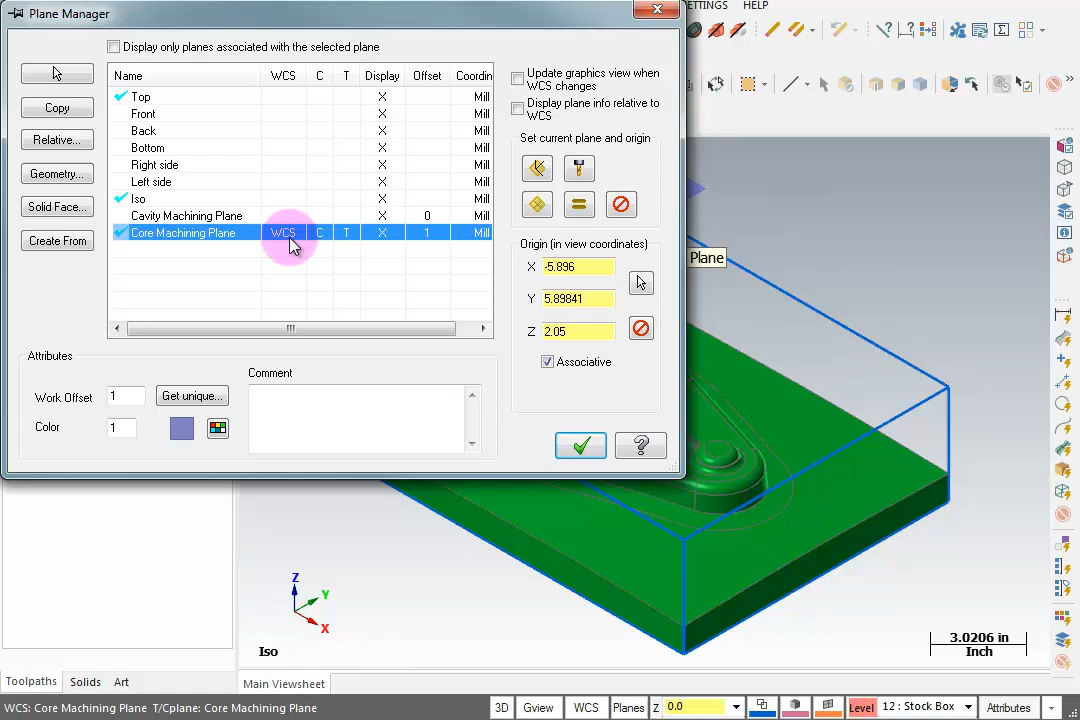 Plane Manager
ETTINGS HELP
Display only planes associated with the selected plane
Name WCS C T Display Offset Coordin
Top X Mill
Front X Mill
Back X Mill
Bottom X Mill
Right side X Mill
Left side X Mill
Iso X Mill
Cavity Machining Plane X 0 Mill
Core Machining Plane WCS C T X 1 Mill
Copy
Relative...
Geometry...
Solid Face...
Create From
Update graphics view when
WCS changes
Display plane info relative to
WCS
Set current plane and origin
Origin (in view coordinates)
X -5.896
Y 5.89841
Z 2.05
Associative
Plane
Attributes
Work Offset 1 Get unique...
Color 1
Comment
Z
Y
X
Iso
3.0206 in
Inch
Toolpaths Solids Art
Main Viewsheet
WCS: Core Machining Plane T/Cplane: Core Machining Plane
3D Gview WCS Planes Z 0.0 Level 12 : Stock Box Attributes